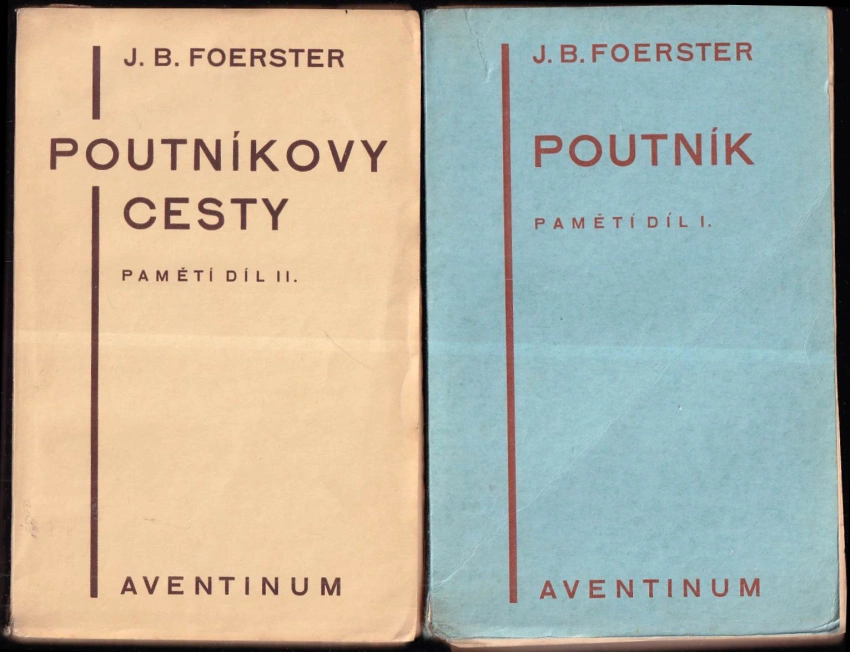 J. B. FOERSTER
POUTNÍKOVY
CESTY
PAMĚTÍ DÍL II.
AVENTINUM
J. B. FOERSTER
POUTNÍK
PAMĚTÍ DÍL I.
AVENTINUM